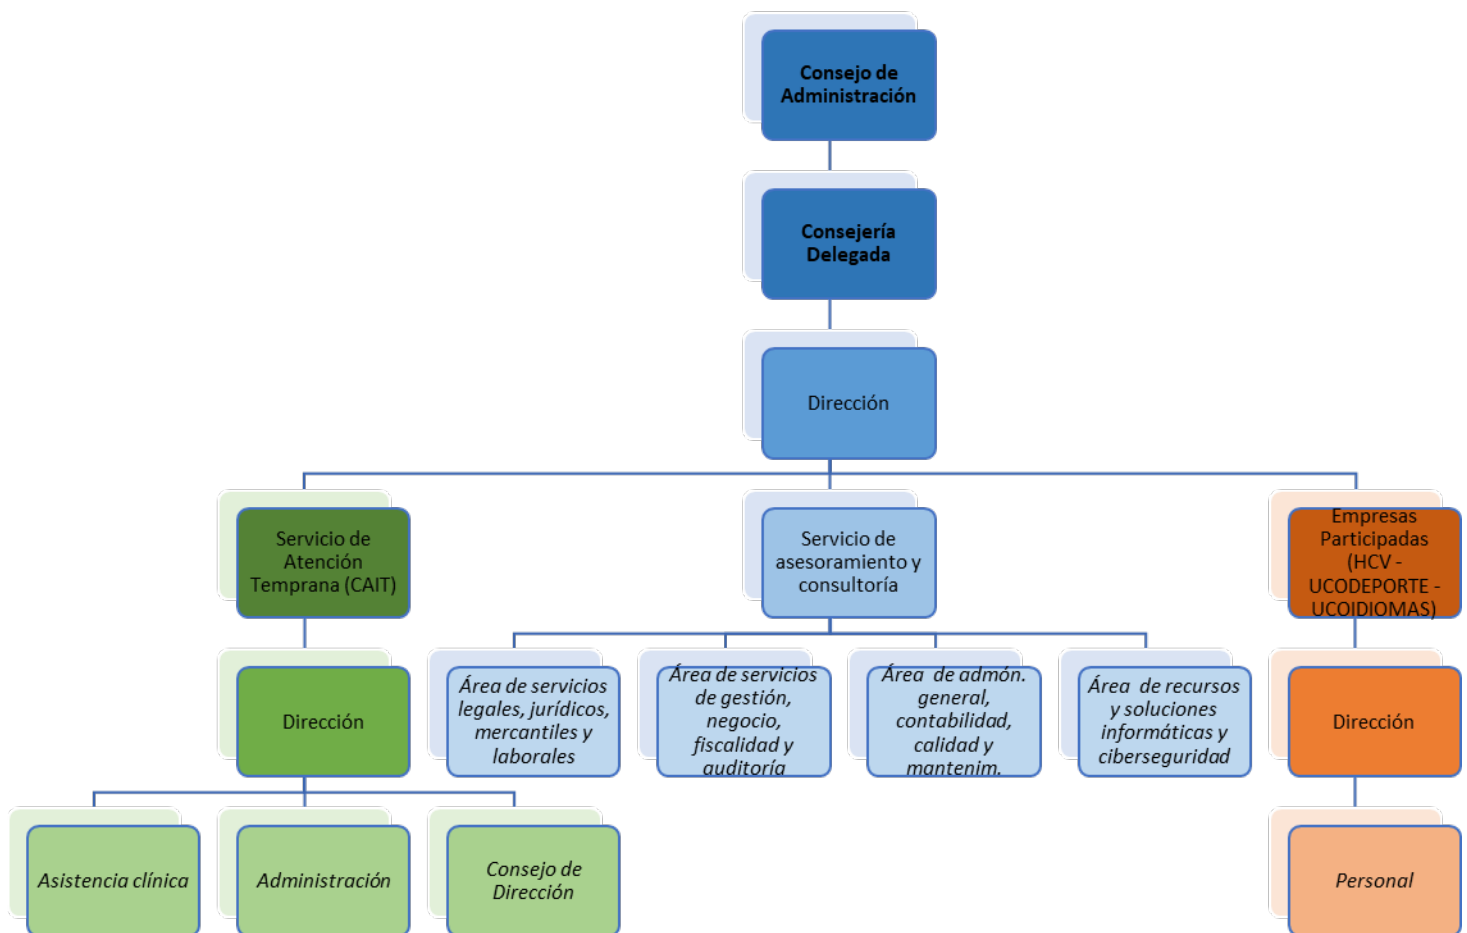 Consejo de
Administración
Consejería
Delegada
Dirección
Servicio de
Atención
Temprana (CAIT)
Servicio de
asesoramiento y
consultoría
Empresas
Participadas
(HCV -
UCODEPORTE -
UCOIDIOMAS)
Dirección
Área de servicios
legales, jurídicos,
mercantiles y
laborales
Área de servicios
de gestión,
negocio,
fiscalidad y
auditoría
Área  de admón.
general,
contabilidad,
calidad y
mantenim.
Área  de recursos
y soluciones
informáticas y
ciberseguridad
Dirección
Asistencia clínica
Administración
Consejo de
Dirección
Personal